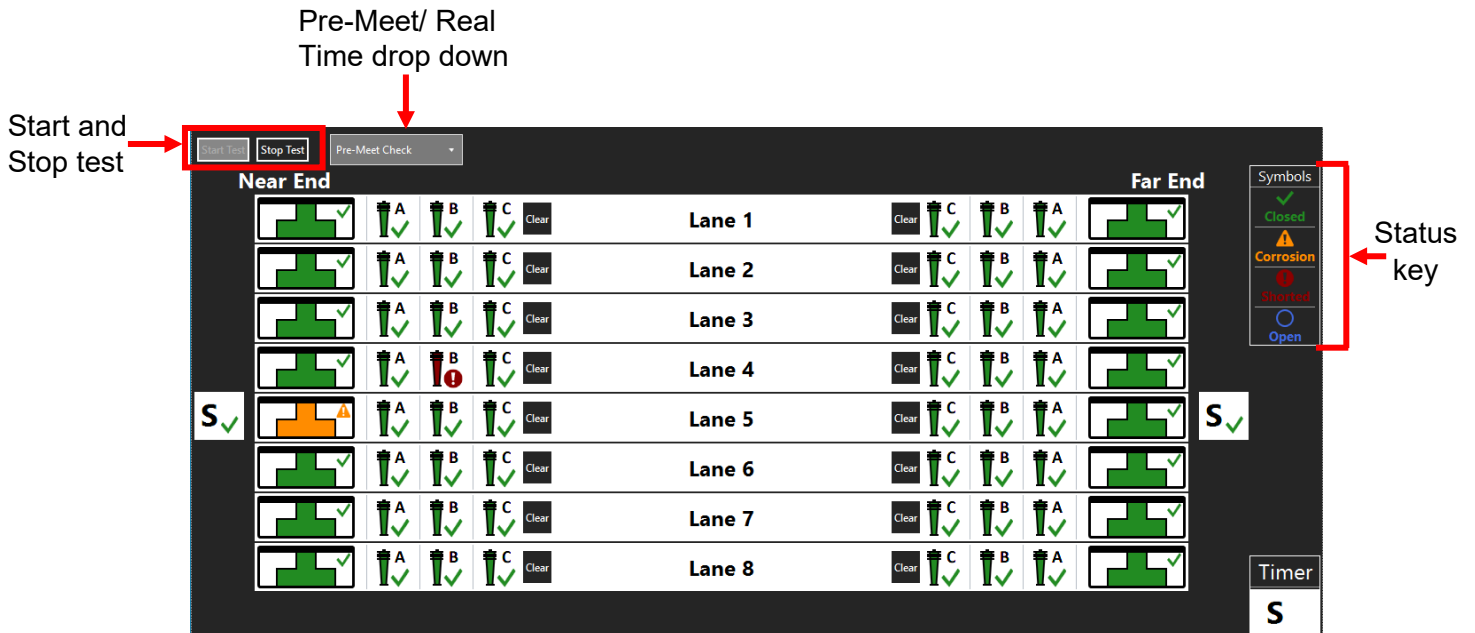 Pre-Meet/ Real
Time drop down
Start and
Stop test
Start Test Stop Test Pre-Meet Check
Near End Far End
A B C Clear Lane 1 Clear C B A
A B C Clear Lane 2 Clear C B A
A B C Clear Lane 3 Clear C B A
A B C Clear Lane 4 Clear C B A
S A B C Clear Lane 5 Clear C B A S
A B C Clear Lane 6 Clear C B A
A B C Clear Lane 7 Clear C B A
A B C Clear Lane 8 Clear C B A
Symbols
Closed
Corrosion
Shorted
Open
Status
key
Timer
S